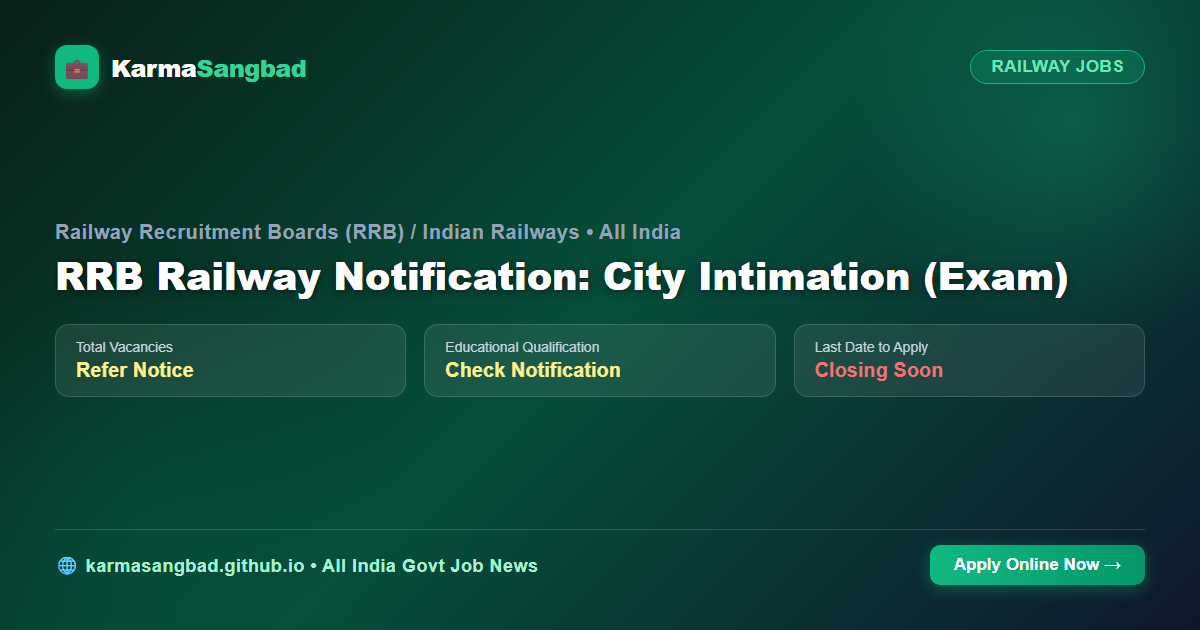 KarmaSangbad
RAILWAY JOBS
Railway Recruitment Boards (RRB) / Indian Railways • All India
RRB Railway Notification: City Intimation (Exam)
Total Vacancies
Refer Notice
Educational Qualification
Check Notification
Last Date to Apply
Closing Soon
karmasangbad.github.io • All India Govt Job News
Apply Online Now →